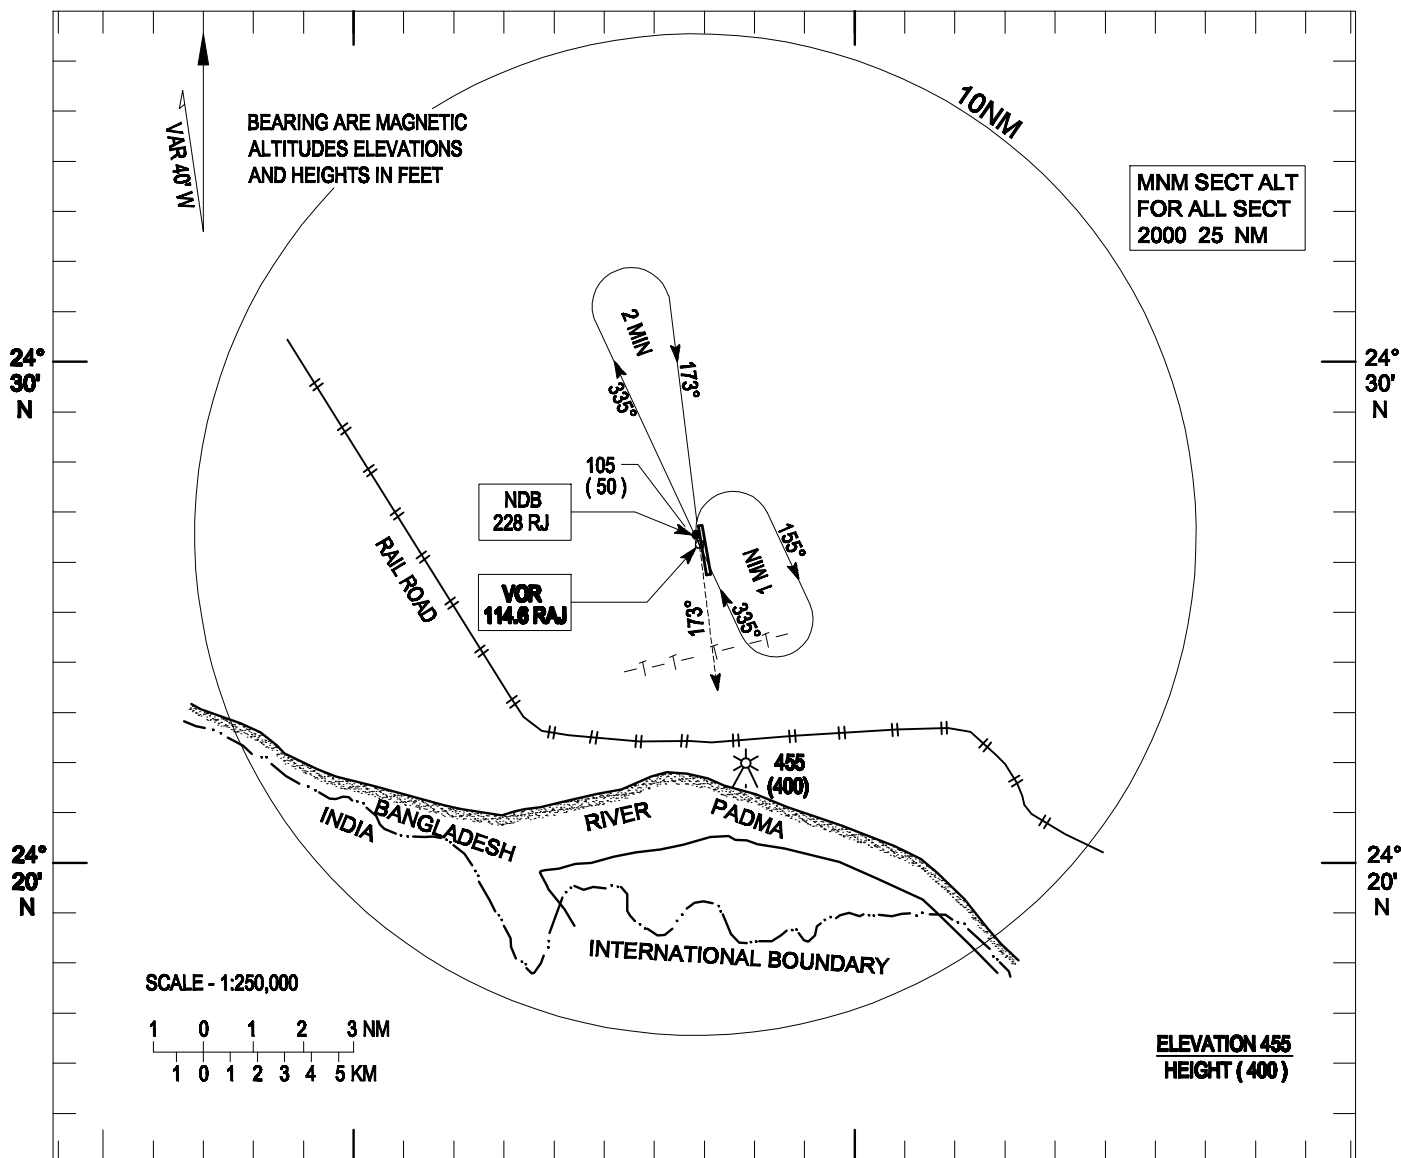 10NM
VAR 40' W
BEARING ARE MAGNETIC
ALTITUDES ELEVATIONS
AND HEIGHTS IN FEET
MNM SECT ALT
FOR ALL SECT
2000 25 NM
24°
30'
N
24°
30'
N
2 MIN
173°
335°
105
( 50 )
NDB
228 RJ
VOR
114.6 RAJ
155°
1 MIN
335°
173°
RAIL ROAD
455
(400)
BANGLADESH
INDIA
RIVER
PADMA
24°
20'
N
24°
20'
N
INTERNATIONAL BOUNDARY
SCALE - 1:250,000
1 0 1 2 3 NM
1 0 1 2 3 4 5 KM
ELEVATION 455
HEIGHT ( 400 )